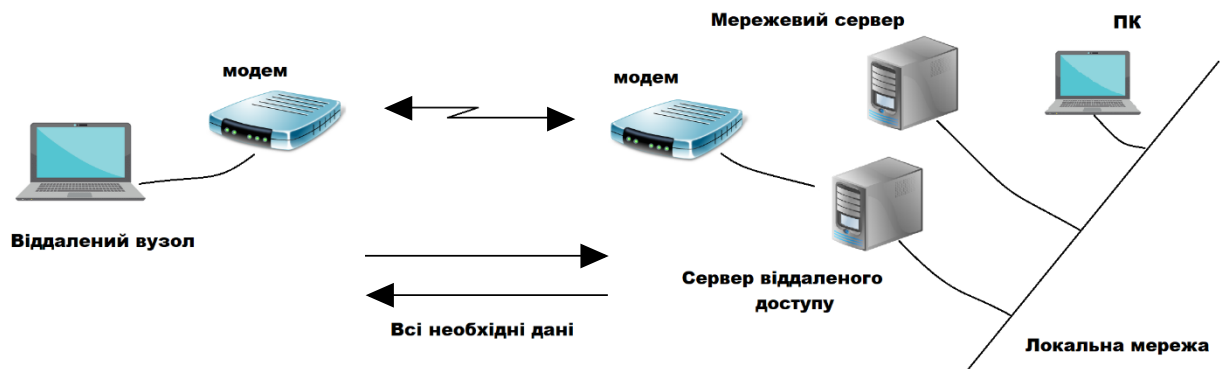 Мережевий сервер
ПК
модем
модем
Віддалений вузол
Сервер віддаленого
доступу
Всі необхідні дані
Локальна мережа